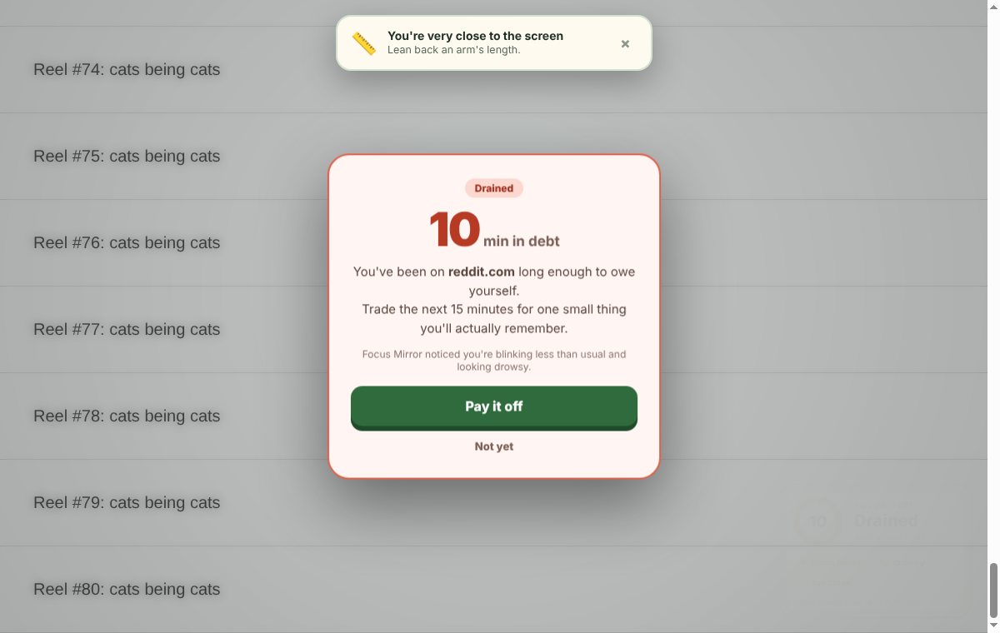 You're very close to the screen
Lean back an arm's length.
×
Reel #74: cats being cats
Reel #75: cats being cats
Reel #76: cats being cats
Reel #77: cats being cats
Reel #78: cats being cats
Reel #79: cats being cats
Reel #80: cats being cats
Drained
10 min in debt
You've been on reddit.com long enough to owe
yourself.
Trade the next 15 minutes for one small thing
you'll actually remember.
Focus Mirror noticed you're blinking less than usual and
looking drowsy.
Pay it off
Not yet
10 Drained